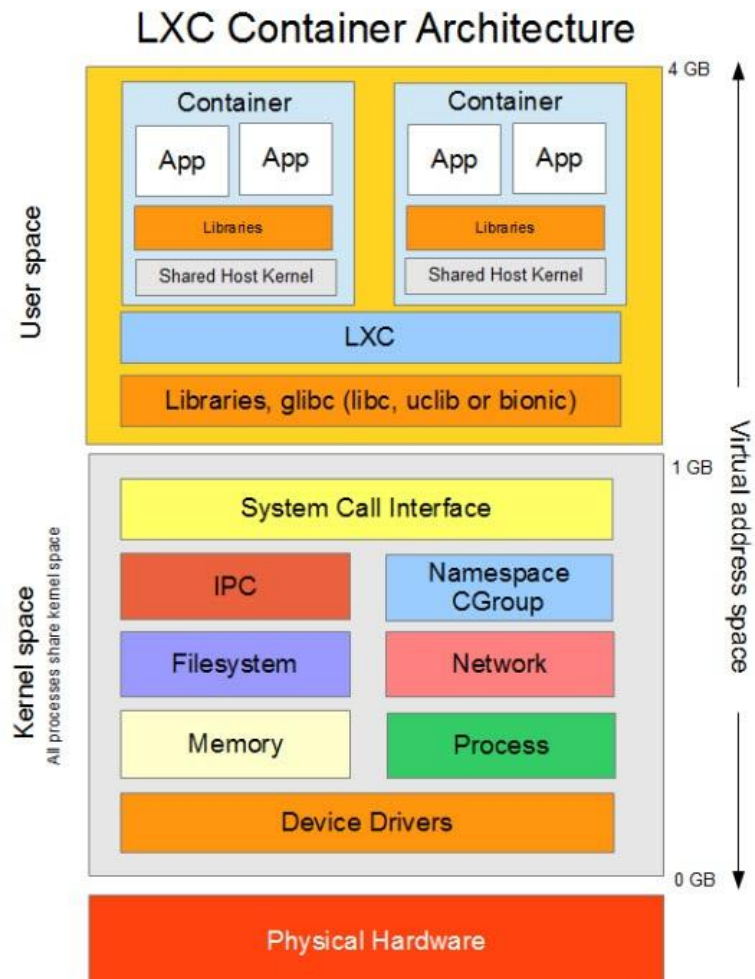 LXC Container Architecture
4 GB
Container
Container
App
App
App
App
Libraries
Libraries
Shared Host Kernel
Shared Host Kernel
User space
LXC
Libraries, glibc (libc, uclib or bionic)
1 GB
Virtual address space
System Call Interface
IPC
Namespace
CGroup
Kernel space
All processes share kernel space
Filesystem
Network
Memory
Process
Device Drivers
0 GB
Physical Hardware